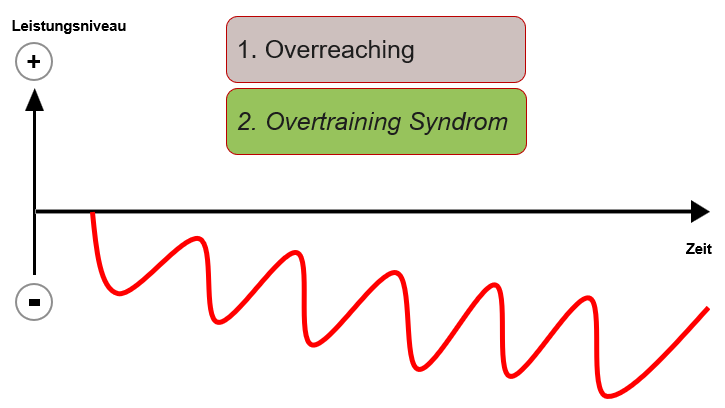 Leistungsniveau
+
1. Overreaching
2. Overtraining Syndrom
Zeit
-